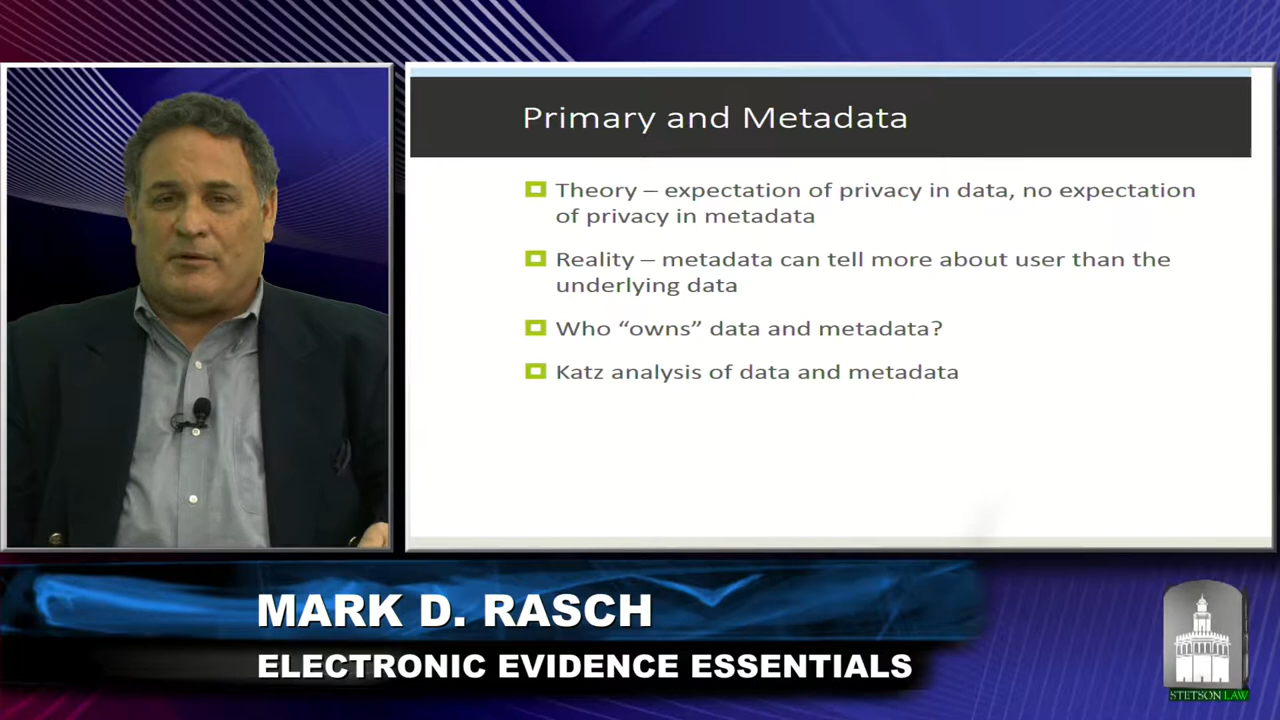 Primary and Metadata
Theory – expectation of privacy in data, no expectation
of privacy in metadata
Reality – metadata can tell more about user than the
underlying data
Who “owns” data and metadata?
Katz analysis of data and metadata
MARK D. RASCH
ELECTRONIC EVIDENCE ESSENTIALS
STETSON LAW